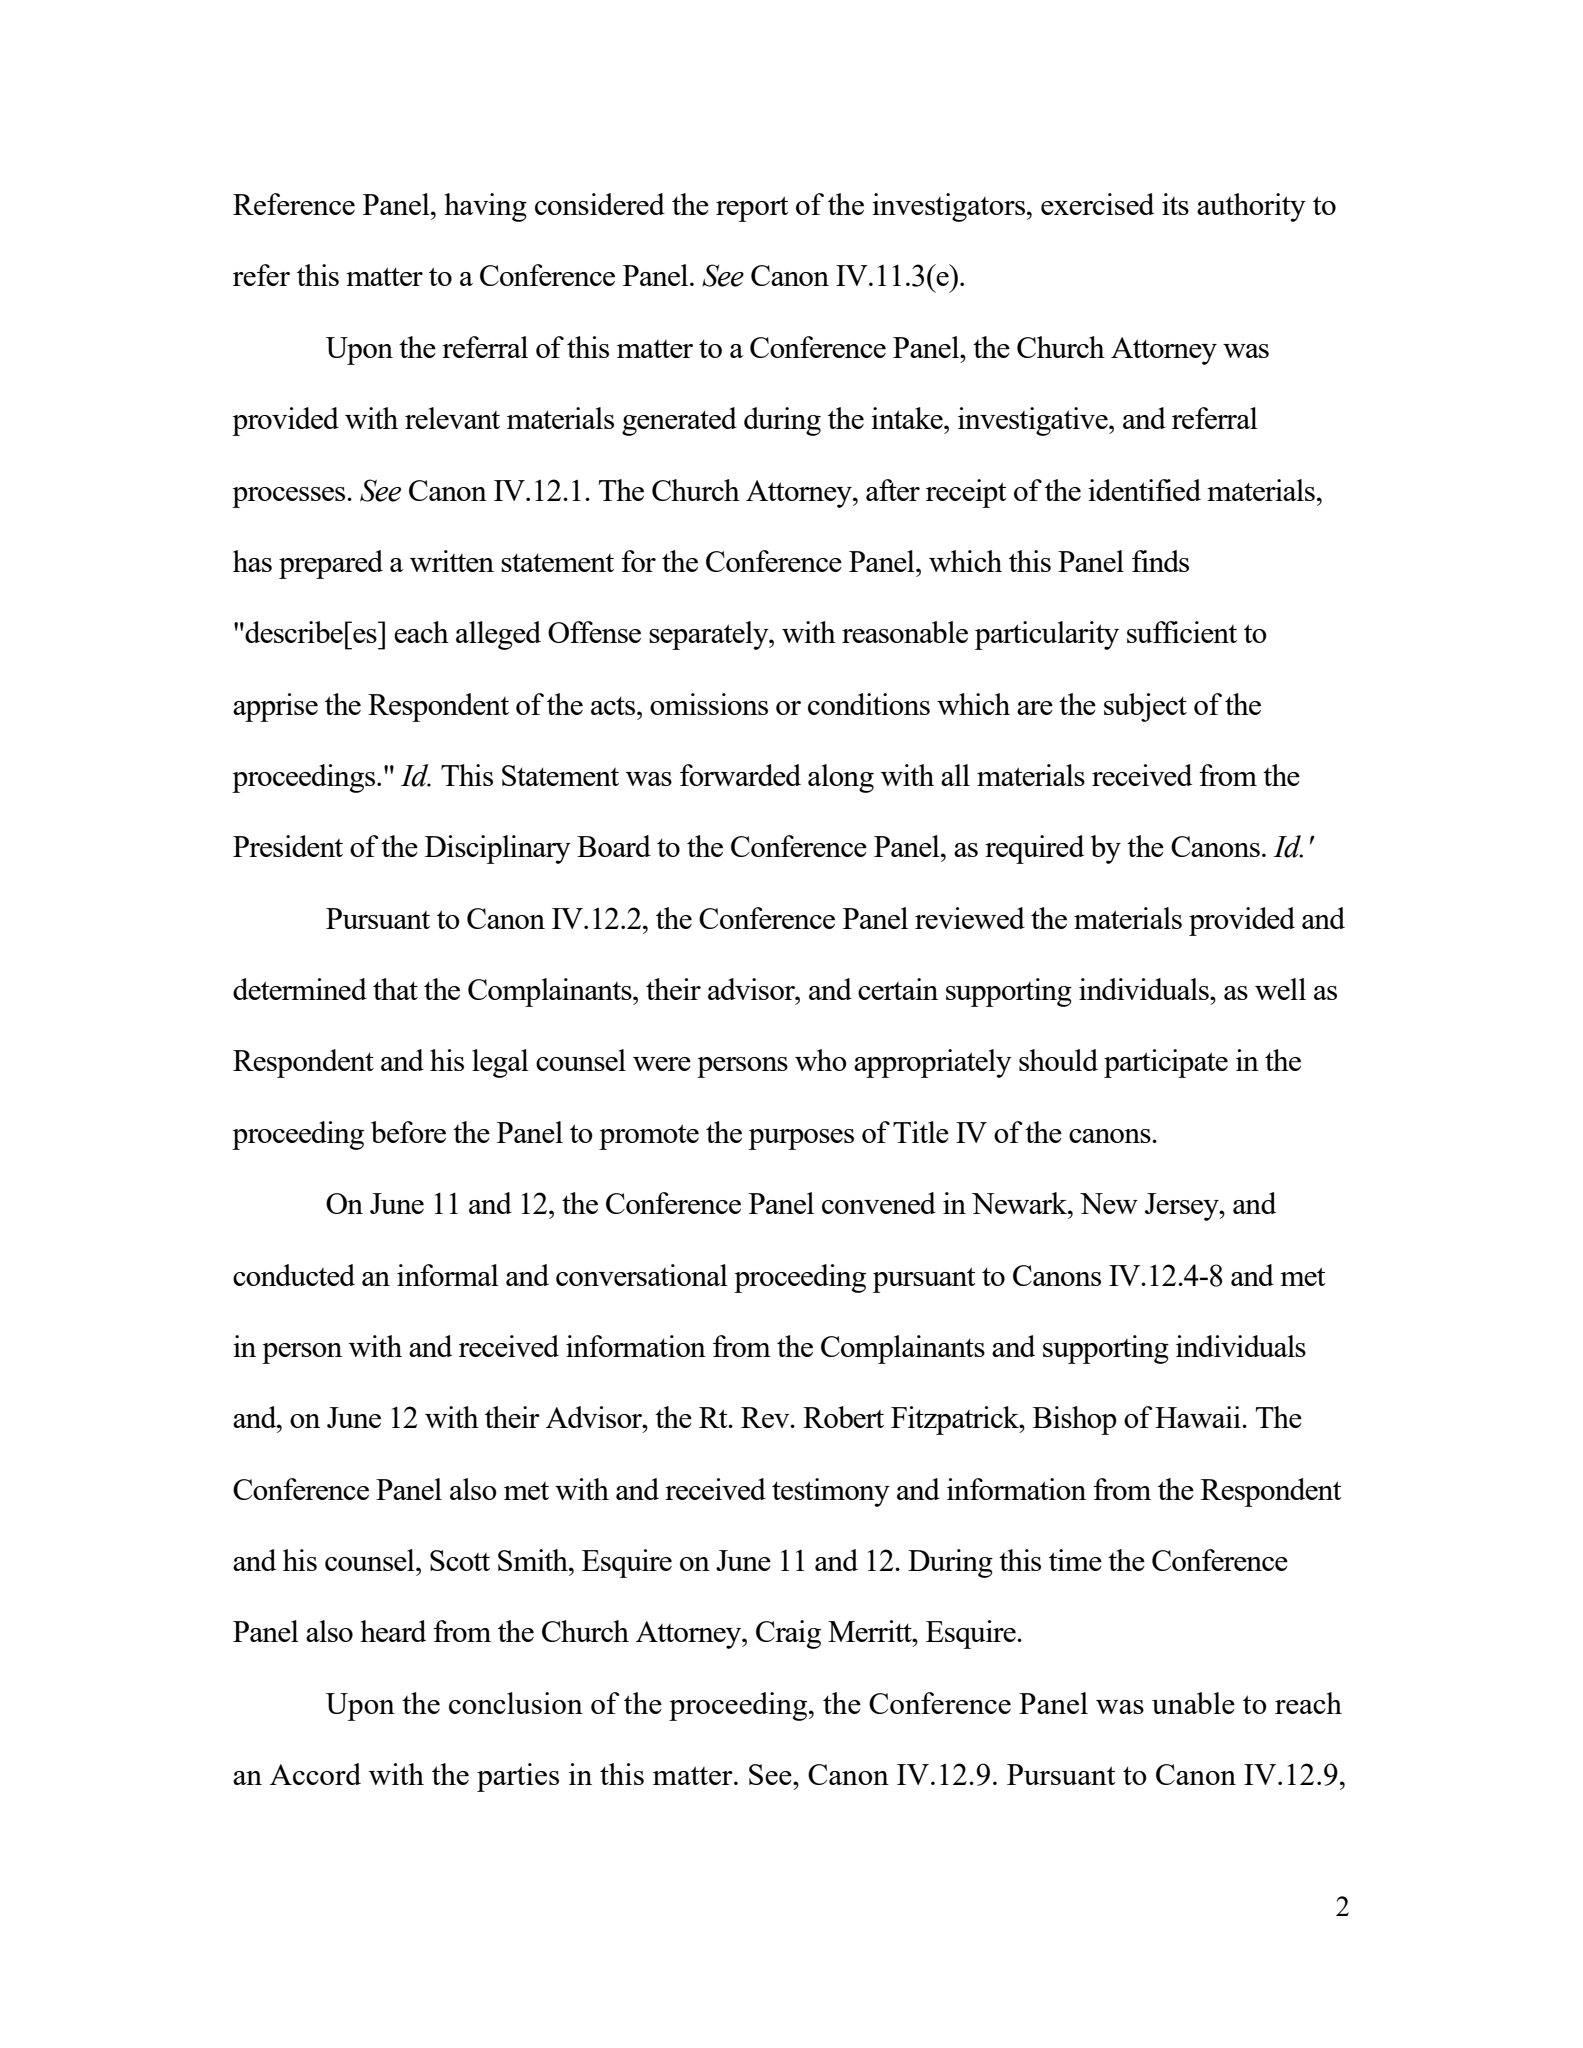 Reference Panel, having considered the report of the investigators, exercised its authority to
refer this matter to a Conference Panel. See Canon IV.11.3(e).
Upon the referral of this matter to a Conference Panel, the Church Attorney was
provided with relevant materials generated during the intake, investigative, and referral
processes. See Canon IV.12.1. The Church Attorney, after receipt of the identified materials,
has prepared a written statement for the Conference Panel, which this Panel finds
"describe[es] each alleged Offense separately, with reasonable particularity sufficient to
apprise the Respondent of the acts, omissions or conditions which are the subject of the
proceedings." Id. This Statement was forwarded along with all materials received from the
President of the Disciplinary Board to the Conference Panel, as required by the Canons. Id.'
Pursuant to Canon IV.12.2, the Conference Panel reviewed the materials provided and
determined that the Complainants, their advisor, and certain supporting individuals, as well as
Respondent and his legal counsel were persons who appropriately should participate in the
proceeding before the Panel to promote the purposes of Title IV of the canons.
On June 11 and 12, the Conference Panel convened in Newark, New Jersey, and
conducted an informal and conversational proceeding pursuant to Canons IV.12.4-8 and met
in person with and received information from the Complainants and supporting individuals
and, on June 12 with their Advisor, the Rt. Rev. Robert Fitzpatrick, Bishop of Hawaii. The
Conference Panel also met with and received testimony and information from the Respondent
and his counsel, Scott Smith, Esquire on June 11 and 12. During this time the Conference
Panel also heard from the Church Attorney, Craig Merritt, Esquire.
Upon the conclusion of the proceeding, the Conference Panel was unable to reach
an Accord with the parties in this matter. See, Canon IV.12.9. Pursuant to Canon IV.12.9,
2